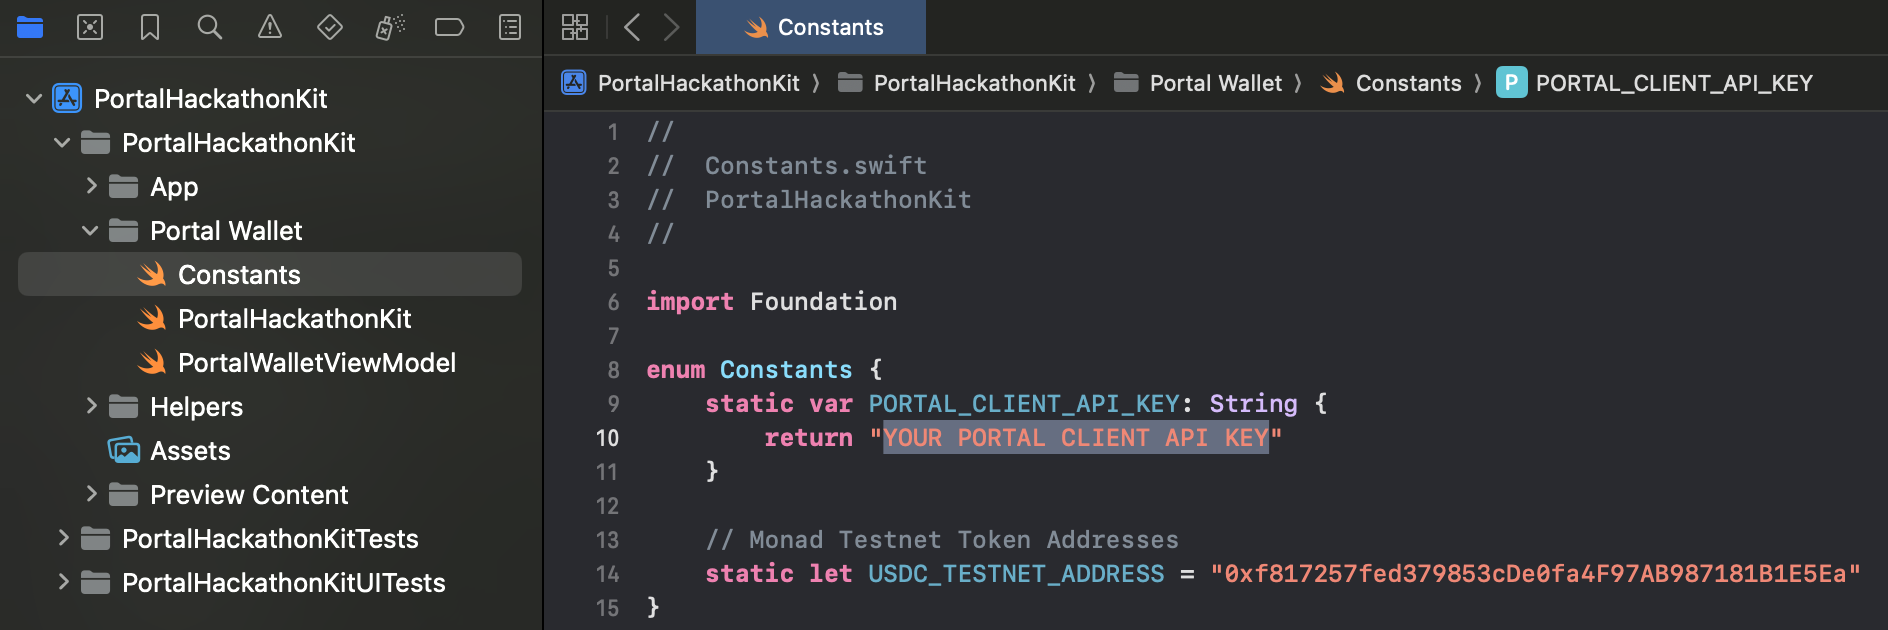 PortalHackathonKit
PortalHackathonKit
App
Portal Wallet
Constants
PortalHackathonKit
PortalWalletViewModel
Helpers
Assets
Preview Content
PortalHackathonKitTests
PortalHackathonKitUITests
Constants
PortalHackathonKit 〉 PortalHackathonKit 〉 Portal Wallet 〉 Constants 〉 P PORTAL_CLIENT_API_KEY
1 //
2 //  Constants.swift
3 //  PortalHackathonKit
4 //
5
6 import Foundation
7
8 enum Constants {
9     static var PORTAL_CLIENT_API_KEY: String {
10         return "YOUR PORTAL CLIENT API KEY"
11     }
12
13     // Monad Testnet Token Addresses
14     static let USDC_TESTNET_ADDRESS = "0xf817257fed379853cDe0fa4F97AB987181B1E5Ea"
15 }